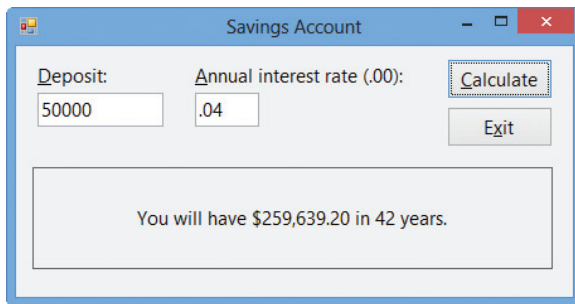 Savings Account
Deposit: Annual interest rate (.00): Calculate
50000 .04
Exit
You will have $259,639.20 in 42 years.